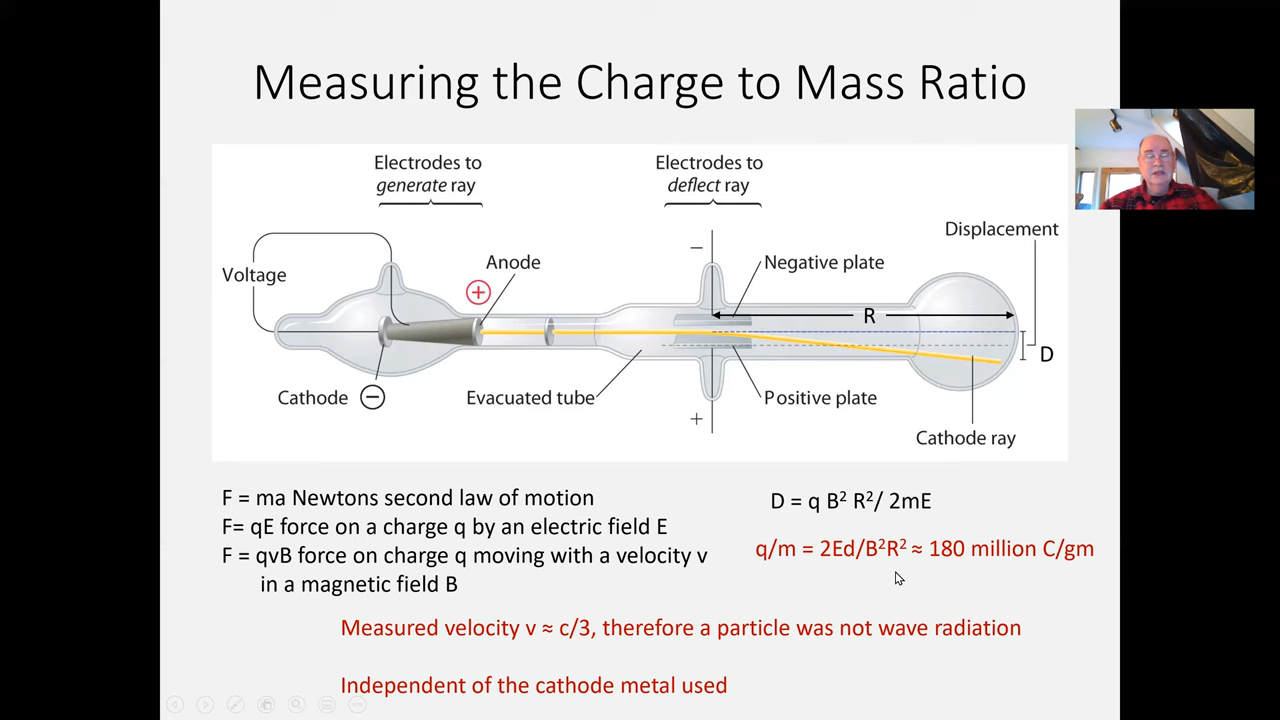 Measuring the Charge to Mass Ratio
Electrodes to
generate ray
Electrodes to
deflect ray
Displacement
Voltage
Anode
+
−
Negative plate
R
D
Cathode −
Evacuated tube
+
Positive plate
Cathode ray
F = ma Newtons second law of motion
F= qE force on a charge q by an electric field E
F = qvB force on charge q moving with a velocity v
in a magnetic field B
D = q B² R²/ 2mE
q/m = 2Ed/B²R² ≈ 180 million C/gm
Measured velocity v ≈ c/3, therefore a particle was not wave radiation
Independent of the cathode metal used